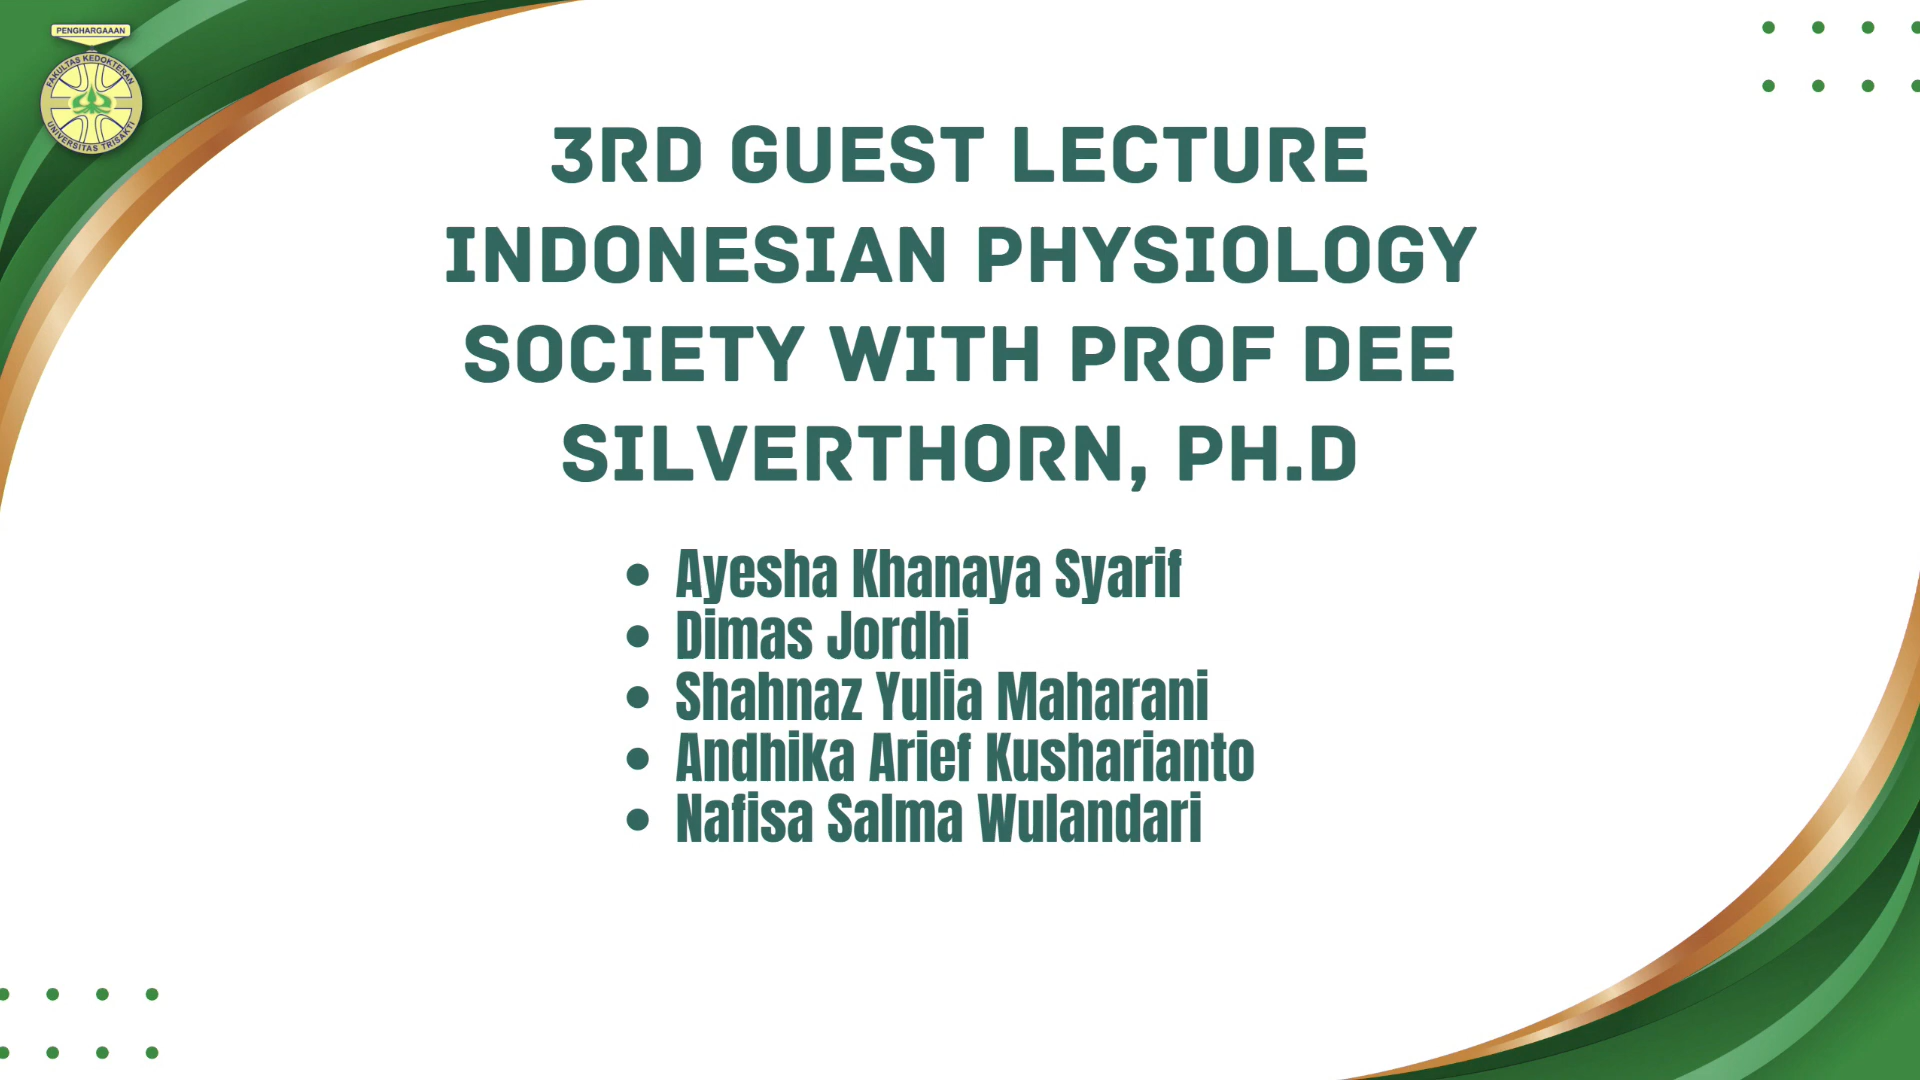 PENGHARGAAAN
FAKULTAS KEDOKTERAN
UNIVERSITAS TRISAKTI
3RD GUEST LECTURE
INDONESIAN PHYSIOLOGY
SOCIETY WITH PROF DEE
SILVERTHORN, PH.D
• Ayesha Khanaya Syarif
• Dimas Jordhi
• Shahnaz Yulia Maharani
• Andhika Arief Kusharianto
• Nafisa Salma Wulandari